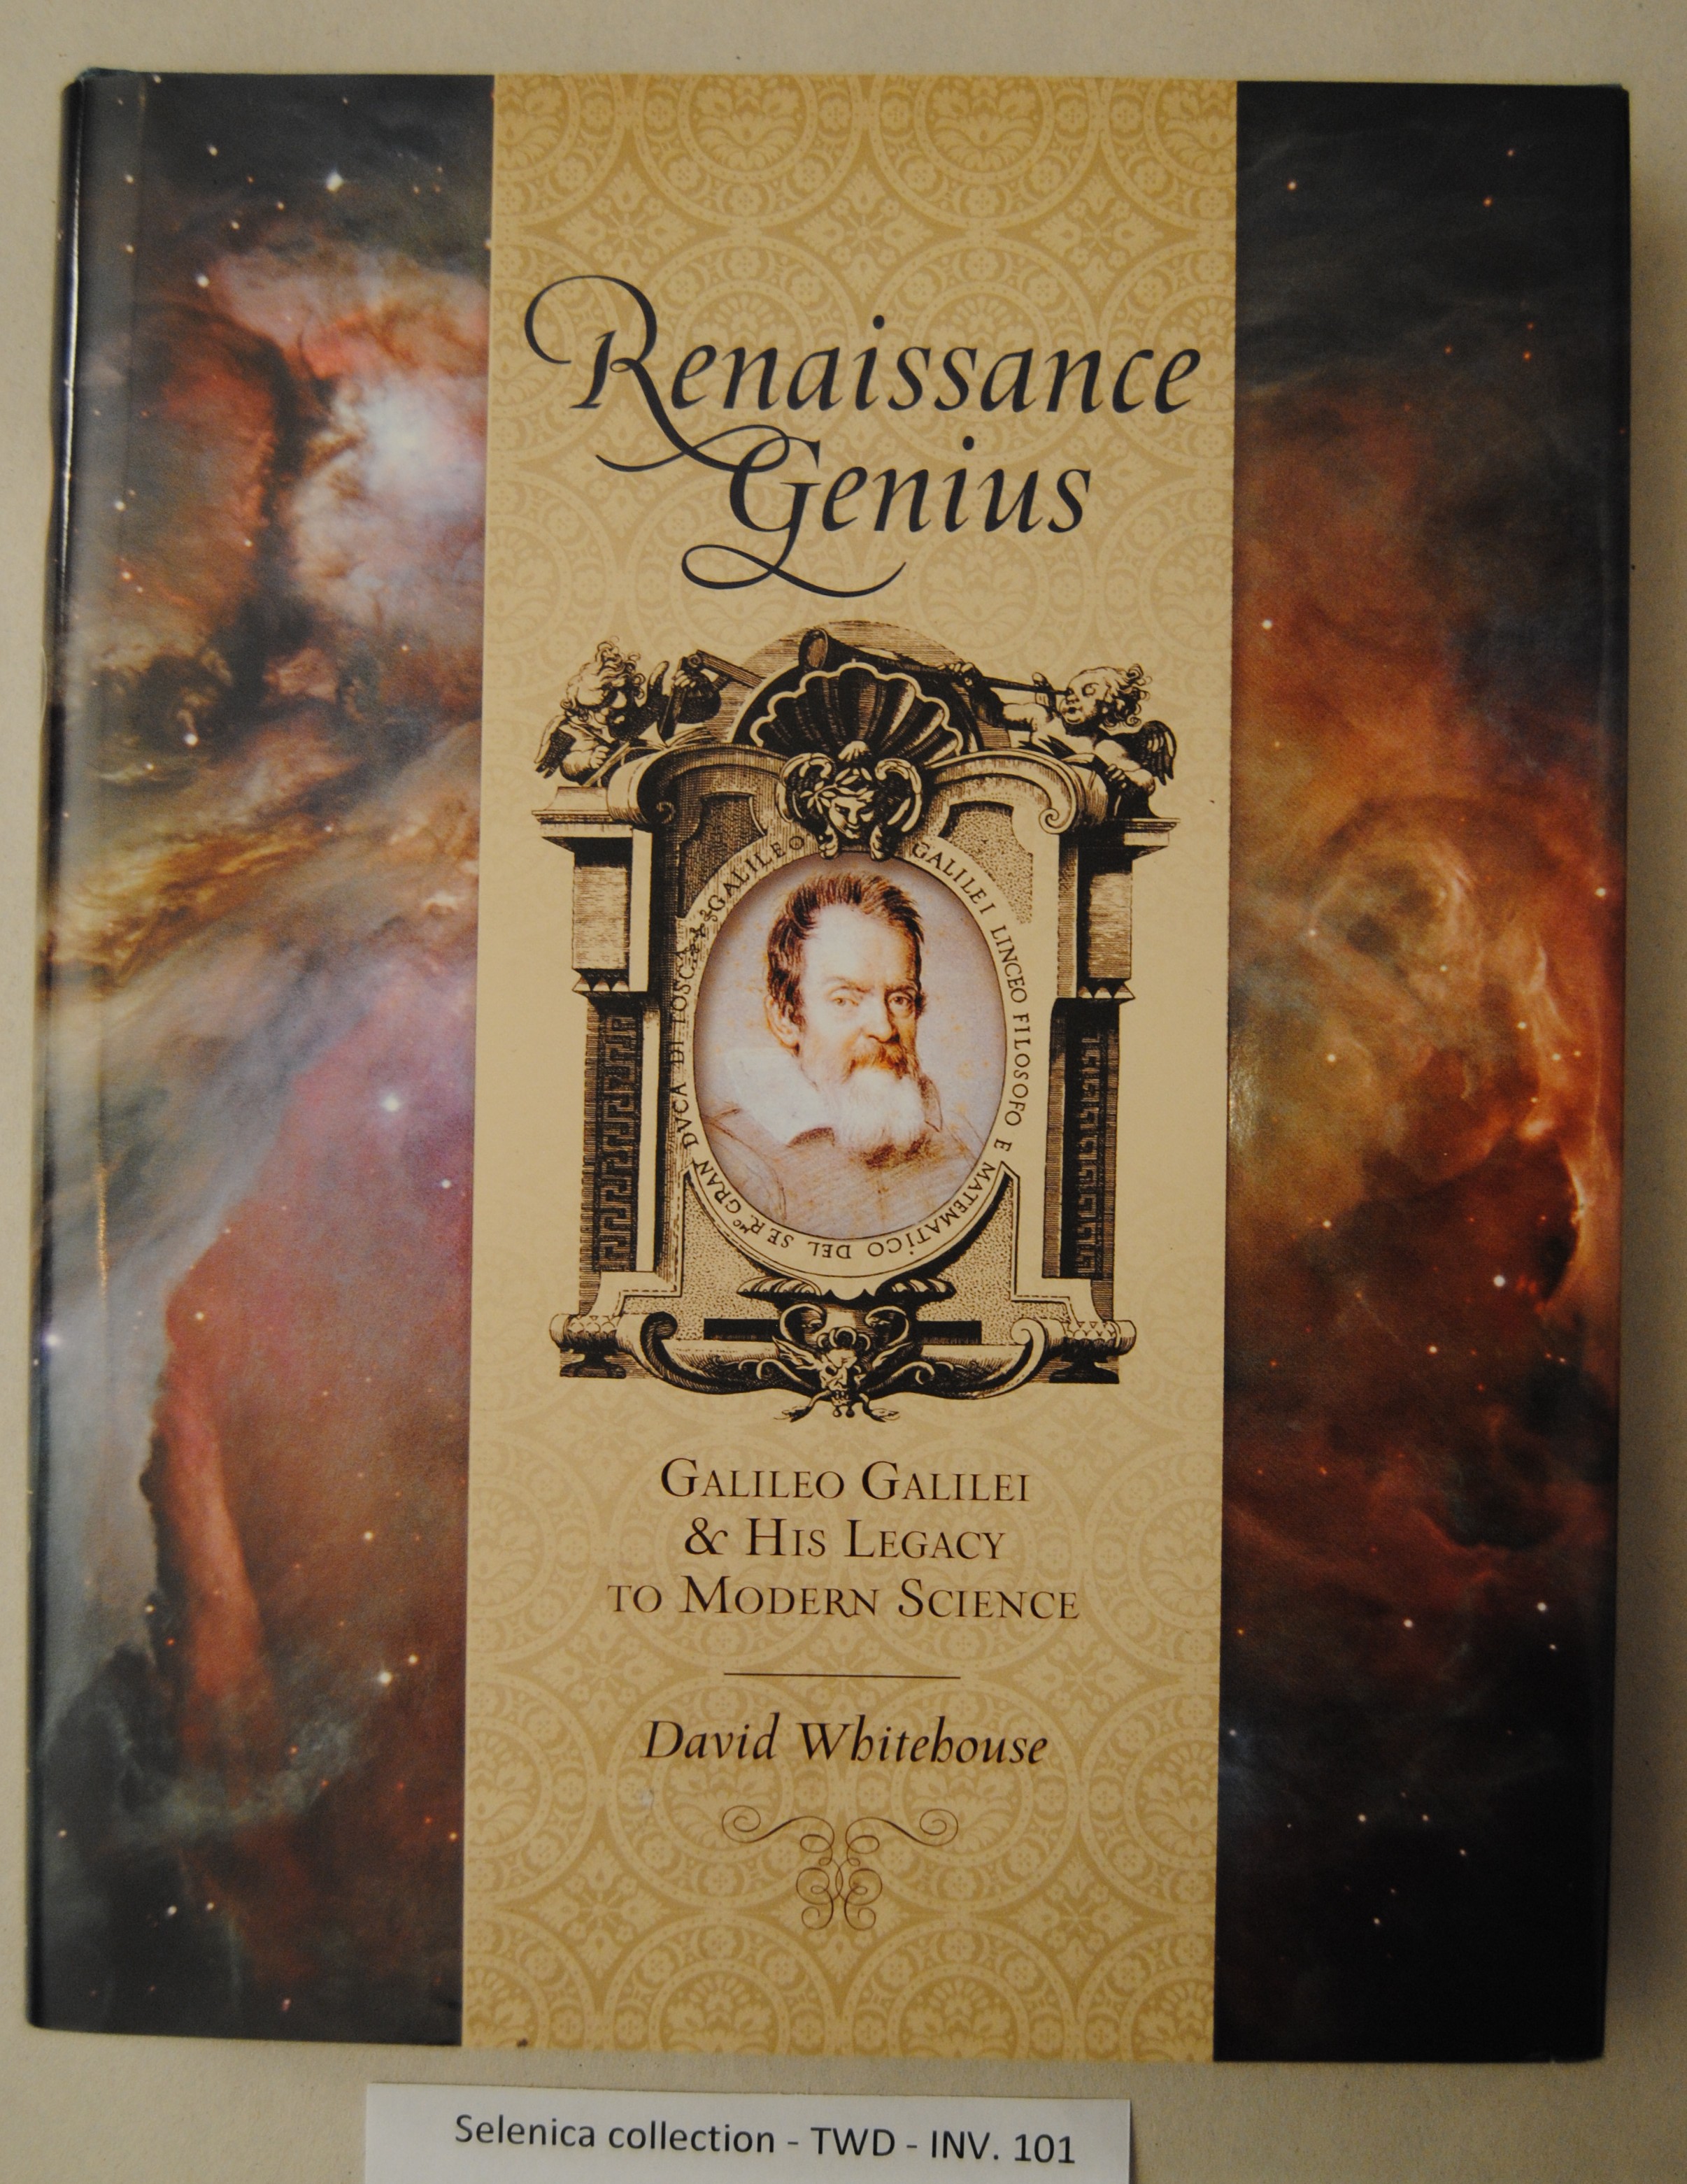 Renaissance
Genius
GALILEO GALILEI LINCEO FILOSOFO E MATEMATICO DEL SER.mo GRAN DVCA DI TOSCA.na
GALILEO GALILEI
& HIS LEGACY
TO MODERN SCIENCE
David Whitehouse
Selenica collection - TWD - INV. 101